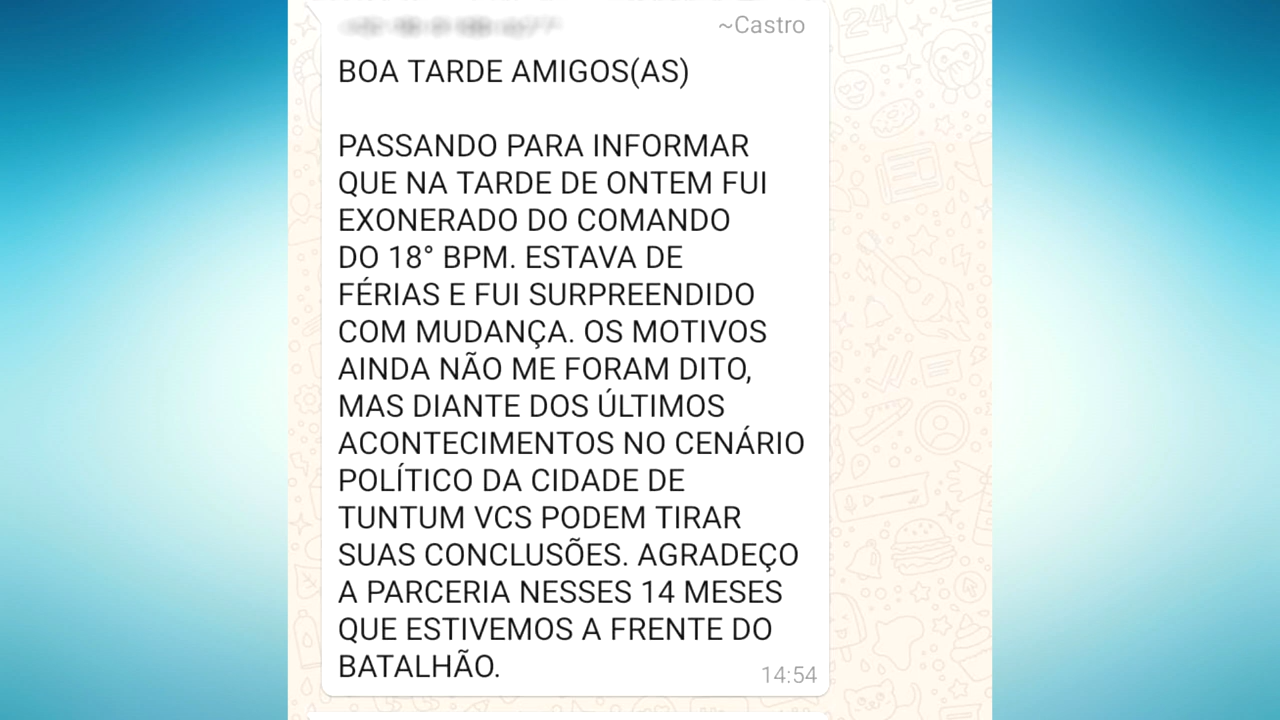 ~Castro
BOA TARDE AMIGOS(AS)
PASSANDO PARA INFORMAR
QUE NA TARDE DE ONTEM FUI
EXONERADO DO COMANDO
DO 18° BPM. ESTAVA DE
FÉRIAS E FUI SURPREENDIDO
COM MUDANÇA. OS MOTIVOS
AINDA NÃO ME FORAM DITO,
MAS DIANTE DOS ÚLTIMOS
ACONTECIMENTOS NO CENÁRIO
POLÍTICO DA CIDADE DE
TUNTUM VCS PODEM TIRAR
SUAS CONCLUSÕES. AGRADEÇO
A PARCERIA NESSES 14 MESES
QUE ESTIVEMOS A FRENTE DO
BATALHÃO.
14:54